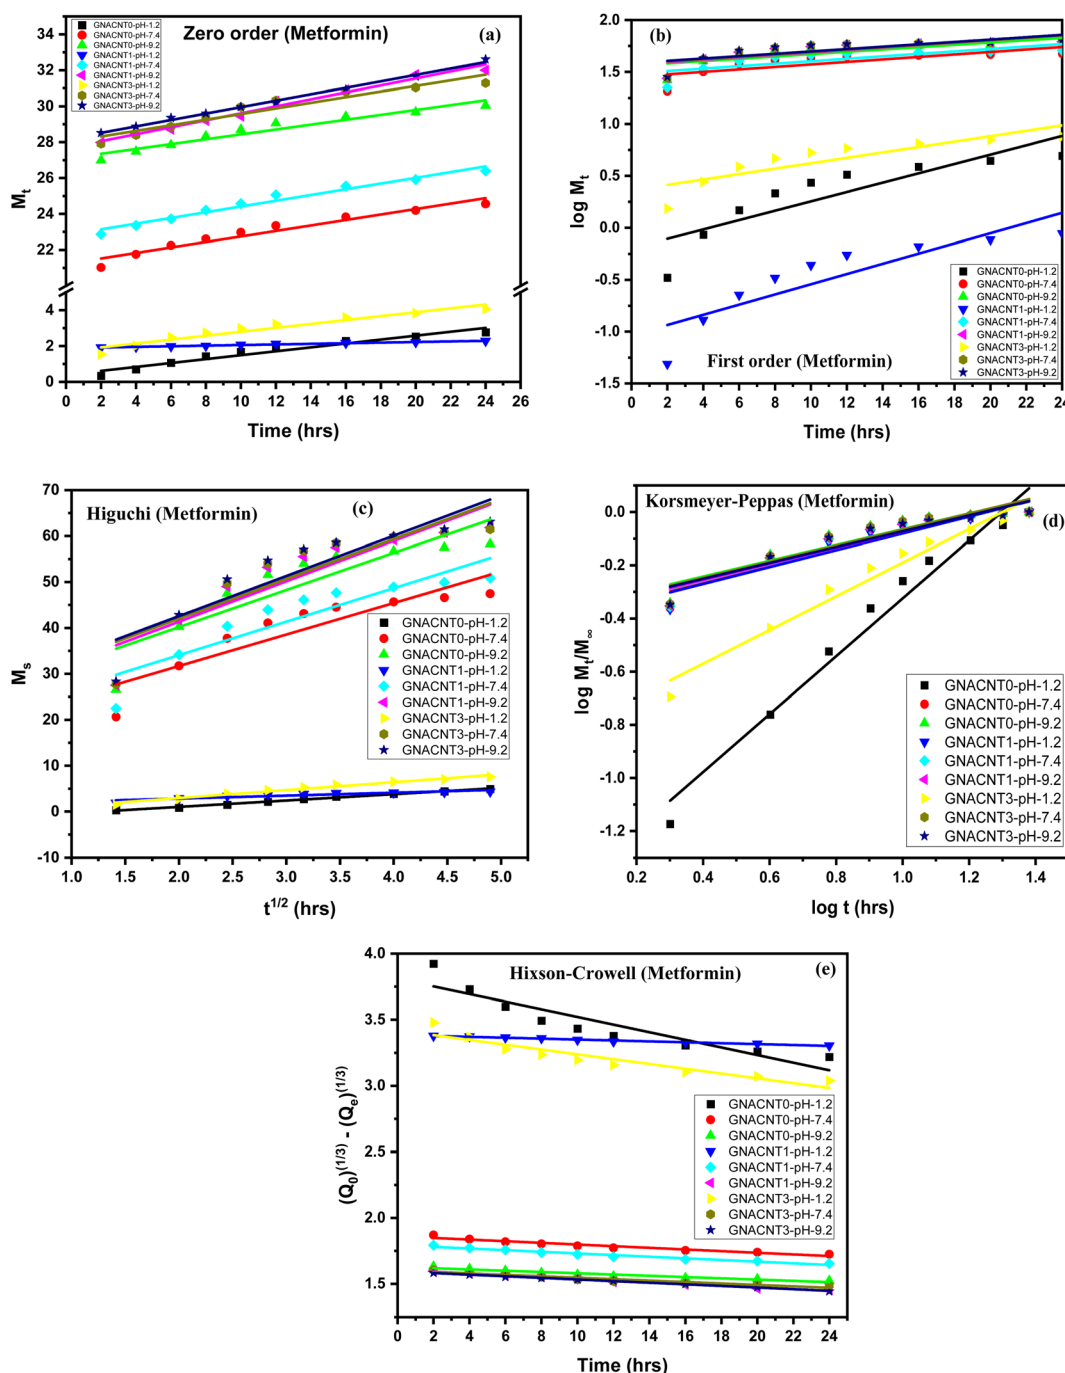 Zero order (Metformin)
(a)
GNACNT0-pH-1.2
GNACNT0-pH-7.4
GNACNT0-pH-9.2
GNACNT1-pH-1.2
GNACNT1-pH-7.4
GNACNT1-pH-9.2
GNACNT3-pH-1.2
GNACNT3-pH-7.4
GNACNT3-pH-9.2
34
32
30
28
26
24
22
4
2
0
M_t
0 2 4 6 8 10 12 14 16 18 20 22 24 26
Time (hrs)
(b)
2.0
1.5
1.0
0.5
0.0
-0.5
-1.0
-1.5
log M_t
GNACNT0-pH-1.2
GNACNT0-pH-7.4
GNACNT0-pH-9.2
GNACNT1-pH-1.2
GNACNT1-pH-7.4
GNACNT1-pH-9.2
GNACNT3-pH-1.2
GNACNT3-pH-7.4
GNACNT3-pH-9.2
First order (Metformin)
0 2 4 6 8 10 12 14 16 18 20 22 24
Time (hrs)
Higuchi (Metformin)
(c)
70
60
50
40
30
20
10
0
-10
M_s
GNACNT0-pH-1.2
GNACNT0-pH-7.4
GNACNT0-pH-9.2
GNACNT1-pH-1.2
GNACNT1-pH-7.4
GNACNT1-pH-9.2
GNACNT3-pH-1.2
GNACNT3-pH-7.4
GNACNT3-pH-9.2
1.0 1.5 2.0 2.5 3.0 3.5 4.0 4.5 5.0
t^1/2 (hrs)
Korsmeyer-Peppas (Metformin)
(d)
0.0
-0.2
-0.4
-0.6
-0.8
-1.0
-1.2
log M_t/M_∞
GNACNT0-pH-1.2
GNACNT0-pH-7.4
GNACNT0-pH-9.2
GNACNT1-pH-1.2
GNACNT1-pH-7.4
GNACNT1-pH-9.2
GNACNT3-pH-1.2
GNACNT3-pH-7.4
GNACNT3-pH-9.2
0.2 0.4 0.6 0.8 1.0 1.2 1.4
log t (hrs)
Hixson-Crowell (Metformin)
(e)
4.0
3.5
3.0
2.5
2.0
1.5
(Q_0)^(1/3) - (Q_e)^(1/3)
GNACNT0-pH-1.2
GNACNT0-pH-7.4
GNACNT0-pH-9.2
GNACNT1-pH-1.2
GNACNT1-pH-7.4
GNACNT1-pH-9.2
GNACNT3-pH-1.2
GNACNT3-pH-7.4
GNACNT3-pH-9.2
0 2 4 6 8 10 12 14 16 18 20 22 24
Time (hrs)